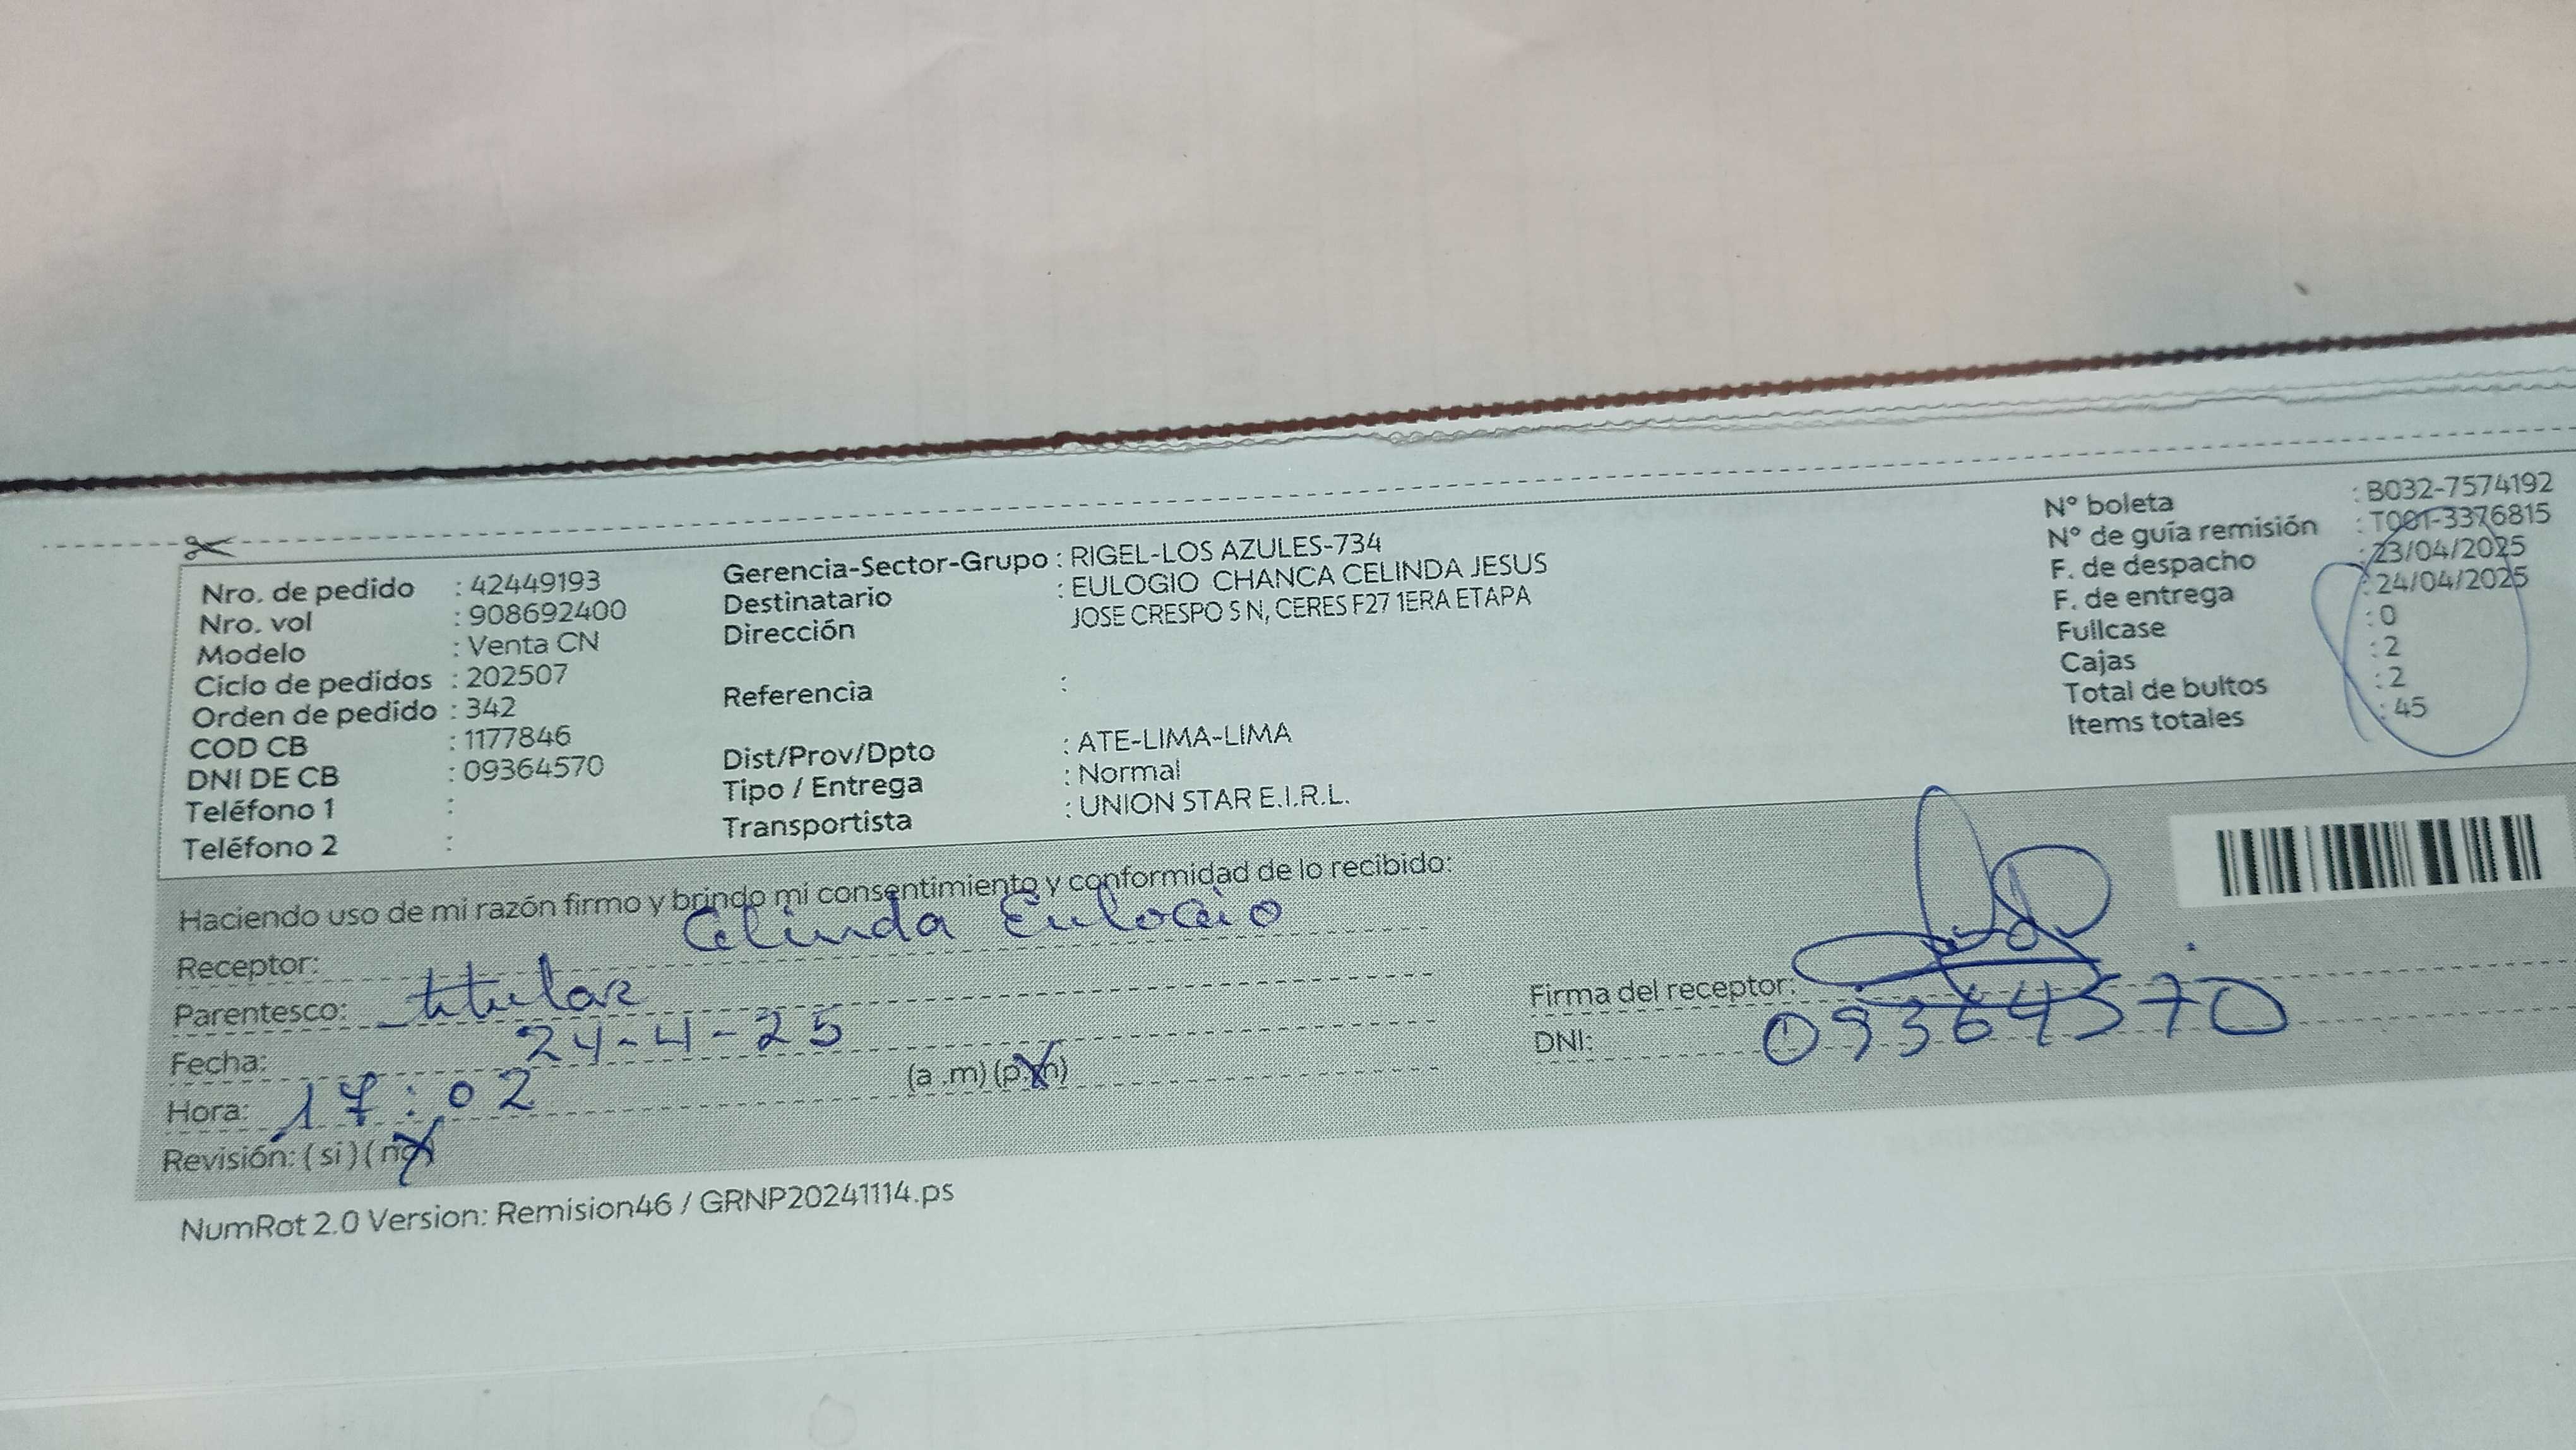 Nro. de pedido : 42449193
Nro. vol : 908692400
Modelo : Venta CN
Ciclo de pedidos : 202507
Orden de pedido : 342
COD CB : 1177846
DNI DE CB : 09364570
Teléfono 1 :
Teléfono 2 :
Gerencia-Sector-Grupo : RIGEL-LOS AZULES-734
Destinatario : EULOGIO CHANCA CELINDA JESUS
Dirección JOSE CRESPO S N, CERES F27 1ERA ETAPA
Referencia :
Dist/Prov/Dpto : ATE-LIMA-LIMA
Tipo / Entrega : Normal
Transportista : UNION STAR E.I.R.L.
N° boleta : B032-7574192
N° de guía remisión : T001-3376815
F. de despacho : 23/04/2025
F. de entrega : 24/04/2025
Fullcase : 0
Cajas : 2
Total de bultos : 2
Items totales : 45
Haciendo uso de mi razón firmo y brindo mi consentimiento y conformidad de lo recibido:
Receptor: Celinda Eulogio
Parentesco: titular
Fecha: 24-4-25
Hora: 17:02 (a .m) (p.m)
Revisión: ( si ) ( no )
Firma del receptor:
DNI: 09364570
NumRot 2.0 Version: Remision46 / GRNP20241114.ps